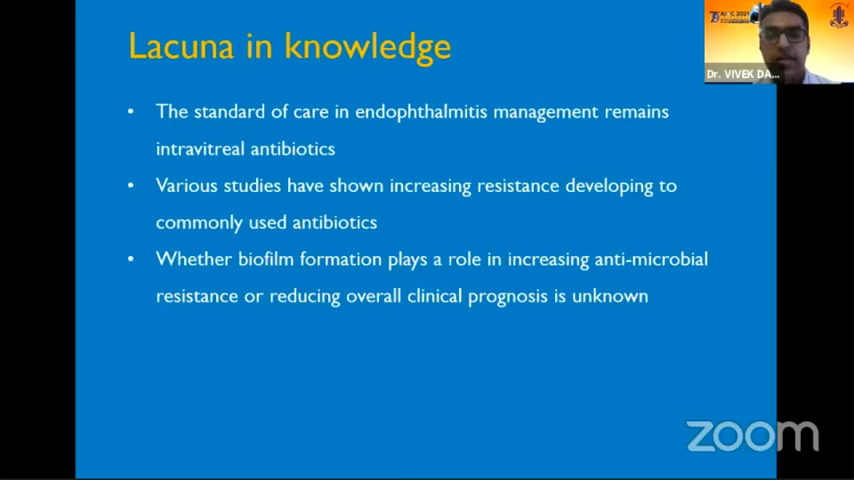 Lacuna in knowledge
• The standard of care in endophthalmitis management remains
intravitreal antibiotics
• Various studies have shown increasing resistance developing to
commonly used antibiotics
• Whether biofilm formation plays a role in increasing anti-microbial
resistance or reducing overall clinical prognosis is unknown
2021
Dr. VIVEK DA...
zoom